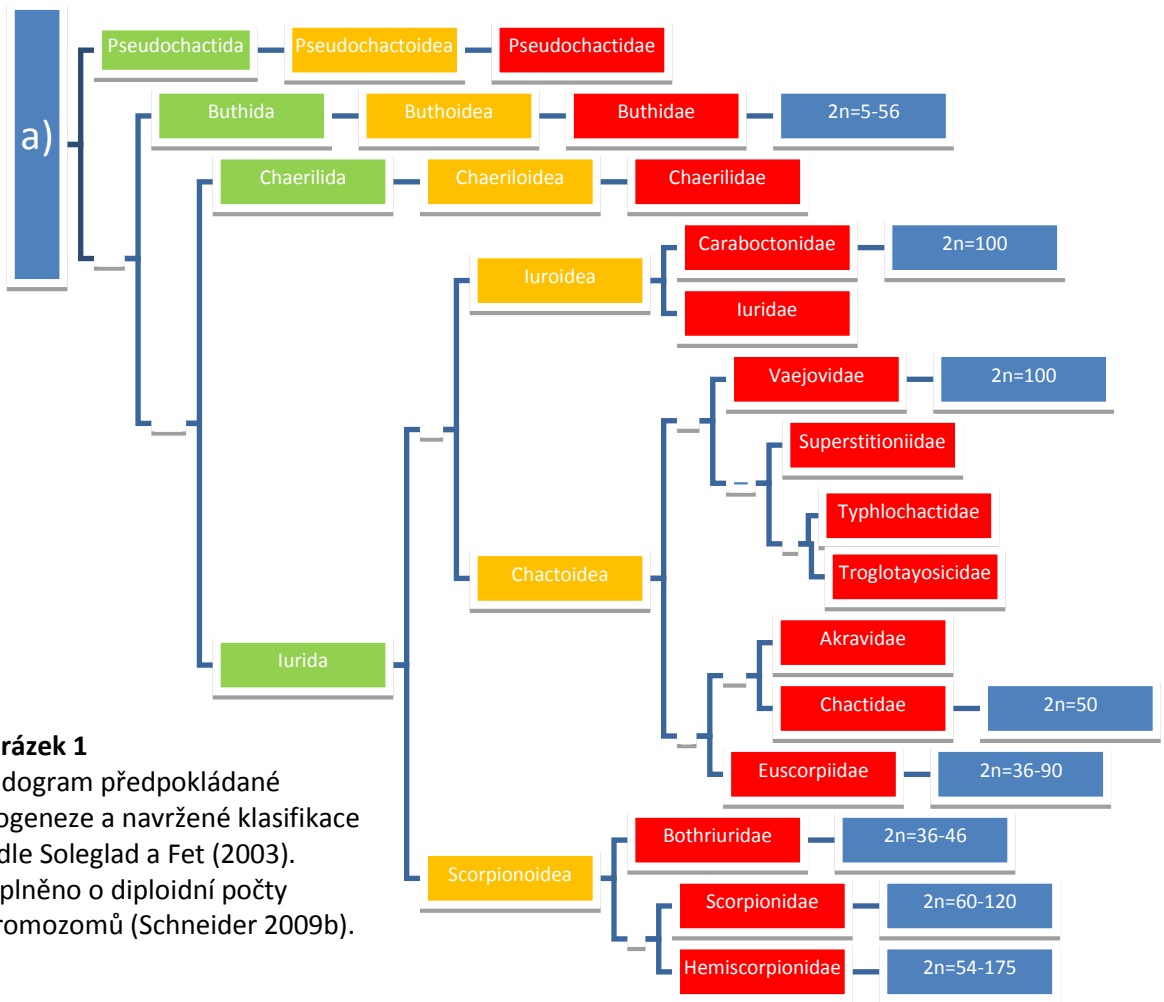 a)
Pseudochactida
Pseudochactoidea
Pseudochactidae
Buthida
Buthoidea
Buthidae
2n=5-56
Chaerilida
Chaeriloidea
Chaerilidae
Caraboctonidae
2n=100
Iuroidea
Iuridae
Vaejovidae
2n=100
Superstitioniidae
Typhlochactidae
Chactoidea
Troglotayosicidae
Akravidae
Iurida
Chactidae
2n=50
Euscorpiidae
2n=36-90
Bothriuridae
2n=36-46
Scorpionoidea
Scorpionidae
2n=60-120
Hemiscorpionidae
2n=54-175
rázek 1
dogram předpokládané
ogeneze a navržené klasifikace
dle Soleglad a Fet (2003).
plněno o diploidní počty
romozomů (Schneider 2009b).